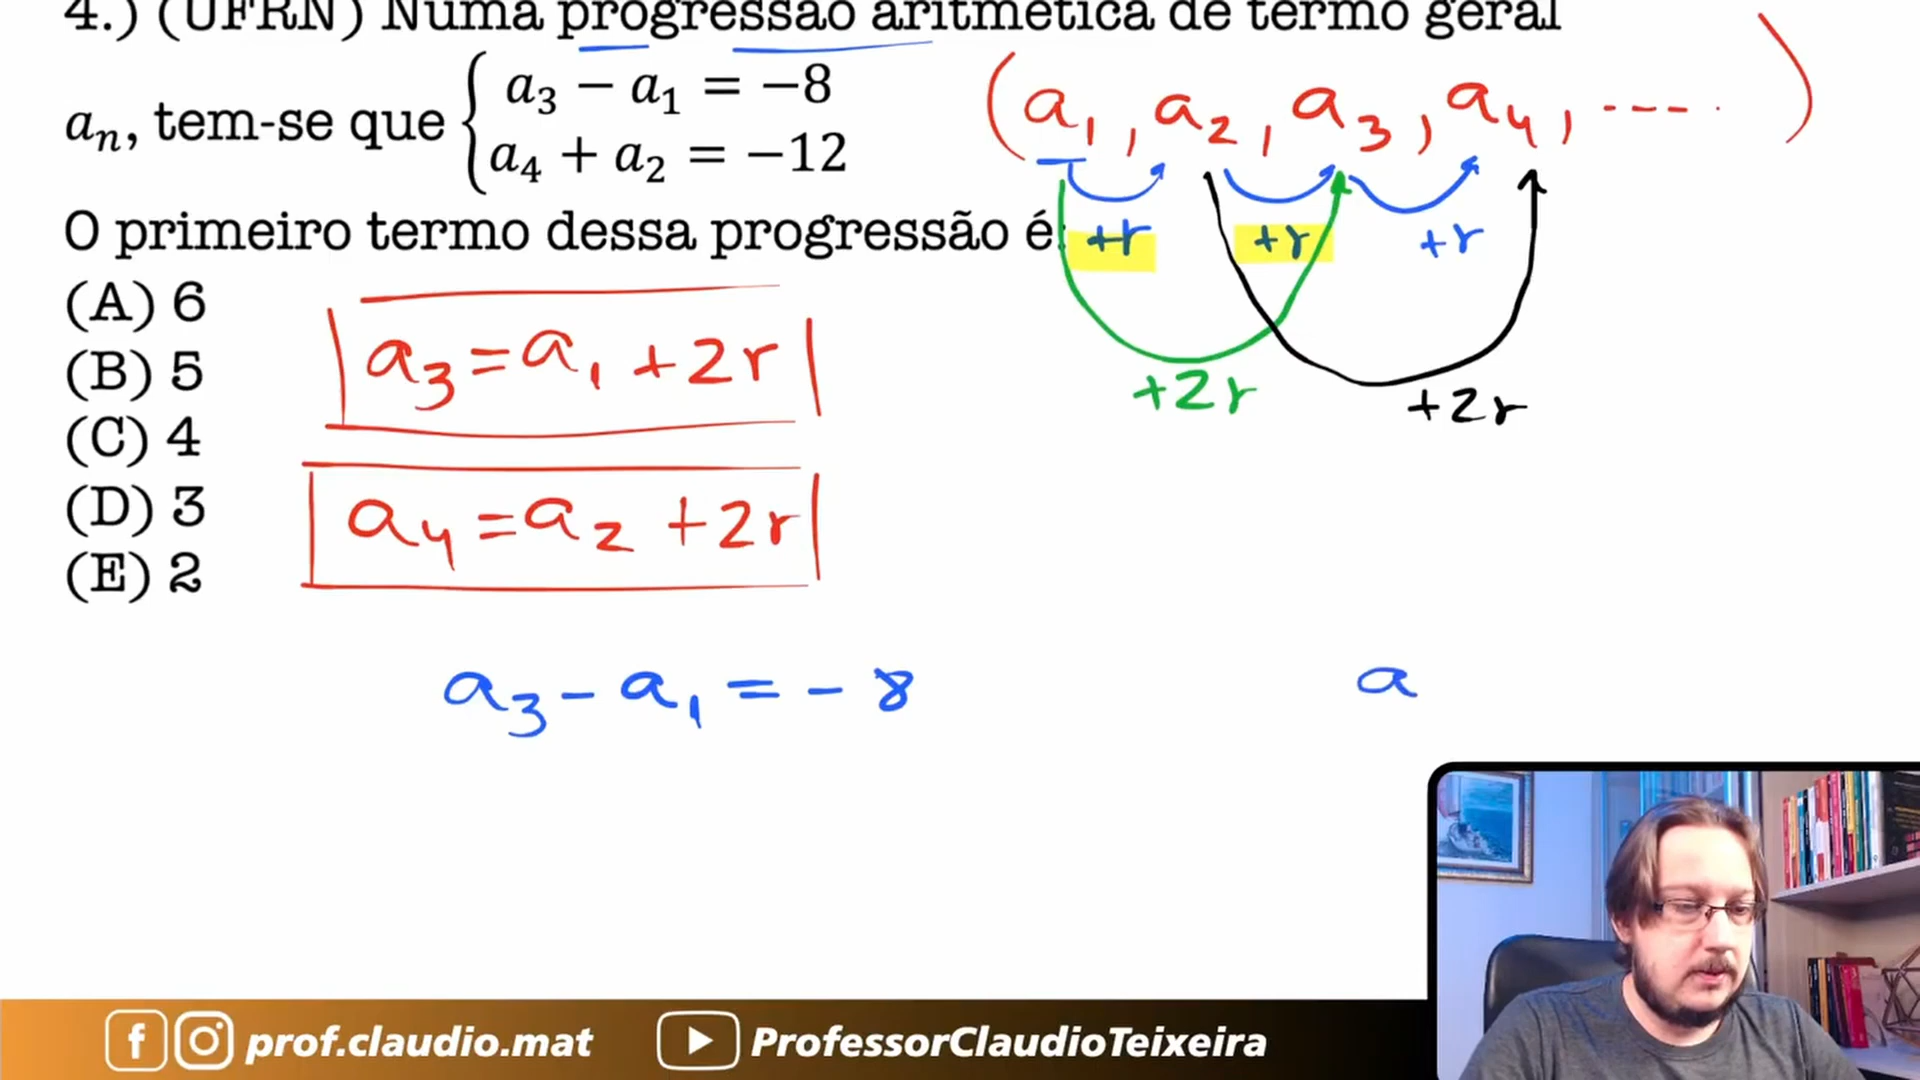 4.) (UFRN) Numa progressão aritmética de termo geral
aₙ, tem-se que { a₃ − a₁ = −8
a₄ + a₂ = −12
(a₁, a₂, a₃, a₄, ---- )
O primeiro termo dessa progressão é:
+r +r +r
+2r +2r
(A) 6
(B) 5
(C) 4
(D) 3
(E) 2
a₃ = a₁ + 2r
a₄ = a₂ + 2r
a₃ - a₁ = - 8
a
prof.claudio.mat
ProfessorClaudioTeixeira